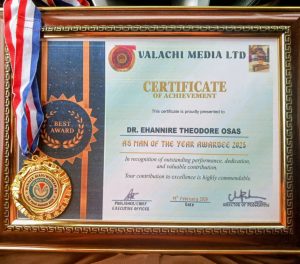 VALACHI MEDIA LTD
CERTIFICATE
OF ACHIEVEMENT
This certificate is proudly presented to
BEST
AWARD
DR. EHANNIRE THEODORE OSAS
AS MAN OF THE YEAR AWARDEE 2025
In recognition of outstanding performance, dedication,
and valuable contribution.
Your contribution to excellence is highly commendable.
PUBLISHER/CHIEF
EXECUTIVE OFFICER
Date
DIRECTOR OF